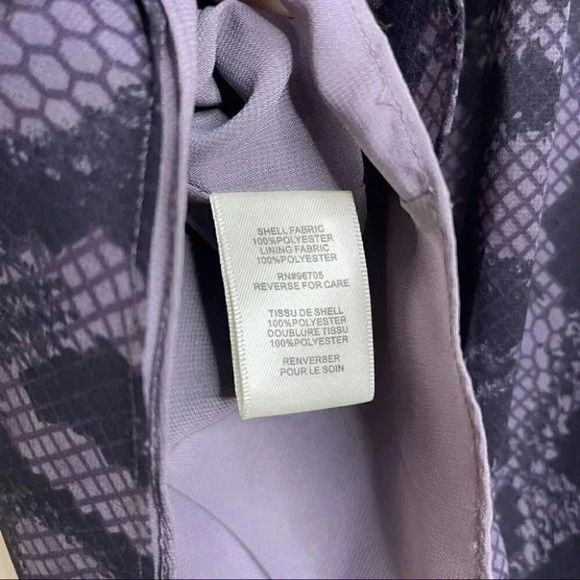 SHELL FABRIC
100%POLYESTER
LINING FABRIC
100%POLYESTER
RN#96705
REVERSE FOR CARE
TISSU DE SHELL
100%POLYESTER
DOUBLURE TISSU
100%POLYESTER
RENVERSER
POUR LE SOIN